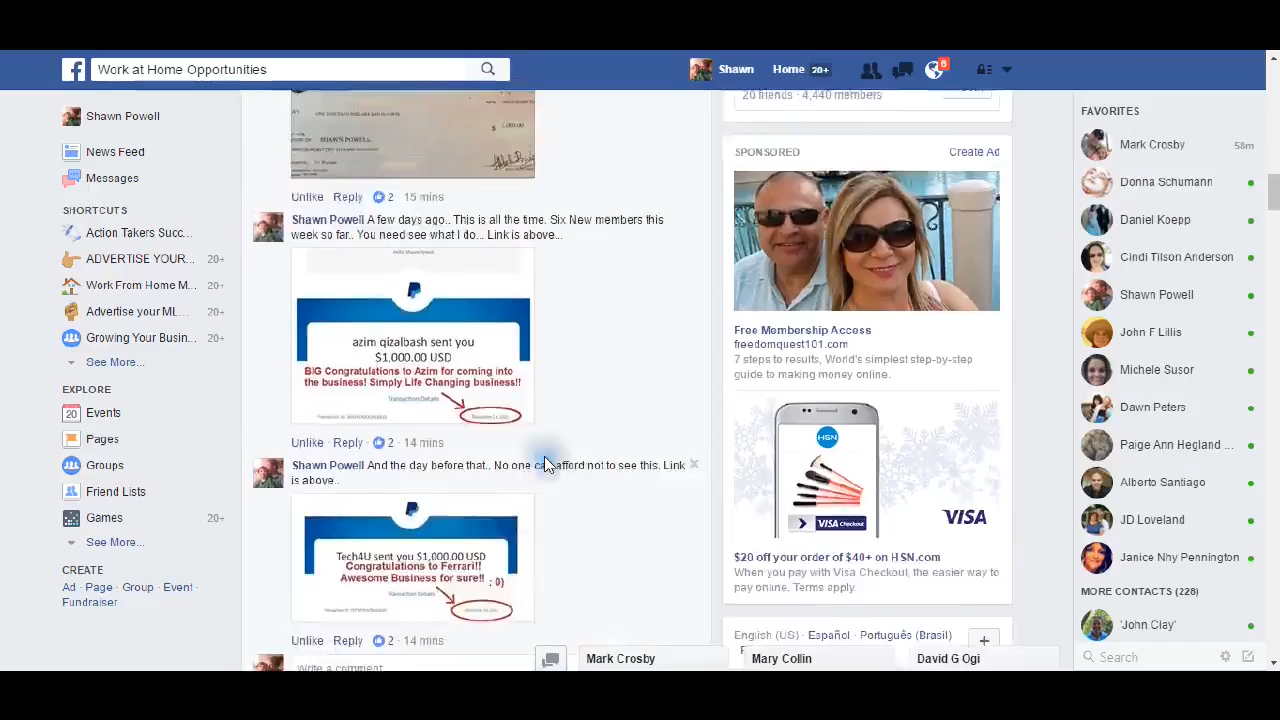 Work at Home Opportunities
Shawn
Home 20+
6
Shawn Powell
News Feed
Messages
SHORTCUTS
Action Takers Succ...
ADVERTISE YOUR... 20+
Work From Home M... 20+
Advertise your ML... 20+
Growing Your Busin... 20+
See More...
EXPLORE
20 Events
Pages
Groups
Friend Lists
Games 20+
See More...
CREATE
Ad · Page · Group · Event ·
Fundraiser
SHAWN POWELL
$ 1,000.00
Unlike · Reply · 2 · 15 mins
Shawn Powell A few days ago.. This is all the time. Six New members this
week so far.. You need see what I do... Link is above...
Hello, Shawn Powell
azim qizalbash sent you
$1,000.00 USD
BIG Congratulations to Azim for coming into
the business! Simply Life Changing business!!
Transaction Details
Unlike · Reply · 2 · 14 mins
Shawn Powell And the day before that.. No one can afford not to see this. Link
is above..
Tech4U sent you $1,000.00 USD
Congratulations to Ferrari!!
Awesome Business for sure!! : 0)
Transaction Details
Unlike · Reply · 2 · 14 mins
Write a comment...
20 friends · 4,440 members
SPONSORED
Create Ad
Free Membership Access
freedomquest101.com
7 steps to results, World's simplest step-by-step
guide to making money online.
HSN
VISA Checkout
VISA
$20 off your order of $40+ on HSN.com
When you pay with Visa Checkout, the easier way to
pay online. Terms apply.
English (US) · Español · Português (Brasil)
Mark Crosby
Mary Collin
David G Ogi
FAVORITES
Mark Crosby 58m
Donna Schumann
Daniel Koepp
Cindi Tilson Anderson
Shawn Powell
John F Lillis
Michele Susor
Dawn Peters
Paige Ann Hegland ...
Alberto Santiago
JD Loveland
Janice Nhy Pennington
MORE CONTACTS (228)
'John Clay'
Search